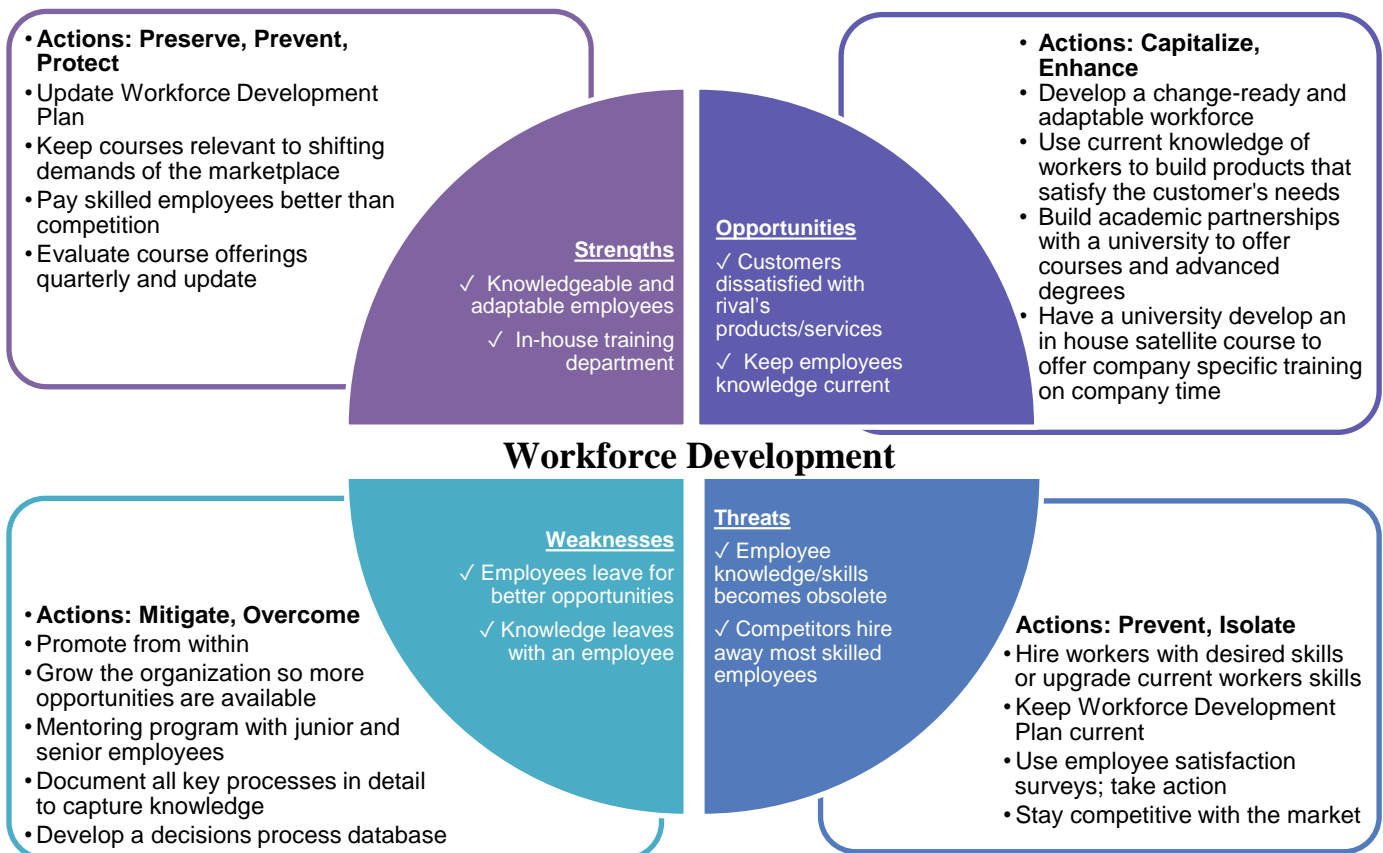 • Actions: Preserve, Prevent,
Protect
• Update Workforce Development
Plan
• Keep courses relevant to shifting
demands of the marketplace
• Pay skilled employees better than
competition
• Evaluate course offerings
quarterly and update
Strengths
✓ Knowledgeable and
adaptable employees
✓ In-house training
department
Opportunities
✓ Customers
dissatisfied with
rival’s
products/services
✓ Keep employees
knowledge current
• Actions: Capitalize,
Enhance
• Develop a change-ready and
adaptable workforce
• Use current knowledge of
workers to build products that
satisfy the customer's needs
• Build academic partnerships
with a university to offer
courses and advanced
degrees
• Have a university develop an
in house satellite course to
offer company specific training
on company time
Workforce Development
• Actions: Mitigate, Overcome
• Promote from within
• Grow the organization so more
opportunities are available
• Mentoring program with junior and
senior employees
• Document all key processes in detail
to capture knowledge
• Develop a decisions process database
Weaknesses
✓ Employees leave for
better opportunities
✓ Knowledge leaves
with an employee
Threats
✓ Employee
knowledge/skills
becomes obsolete
✓ Competitors hire
away most skilled
employees
Actions: Prevent, Isolate
• Hire workers with desired skills
or upgrade current workers skills
• Keep Workforce Development
Plan current
• Use employee satisfaction
surveys; take action
• Stay competitive with the market